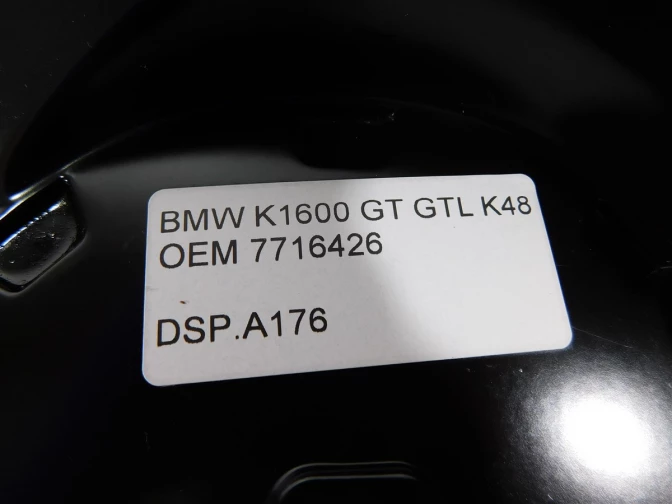 BMW K1600 GT GTL K48
OEM 7716426
DSP.A176